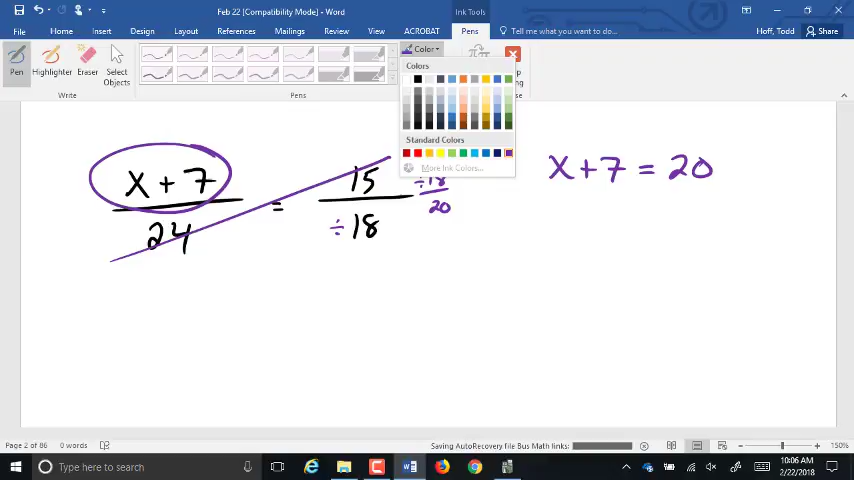 Feb 22 [Compatibility Mode] - Word
Ink Tools
Hoff, Todd
File Home Insert Design Layout References Mailings Review View ACROBAT Pens Tell me what you want to do... Share
Pen Highlighter Eraser Select Objects
Color
Write
Pens
Colors
Standard Colors
More Ink Colors...
x + 7
24
=
15
÷ 18
÷ 18
20
x + 7 = 20
Page 2 of 86 0 words Saving AutoRecovery file Bus Math links: 150%
Type here to search
10:06 AM
2/22/2018